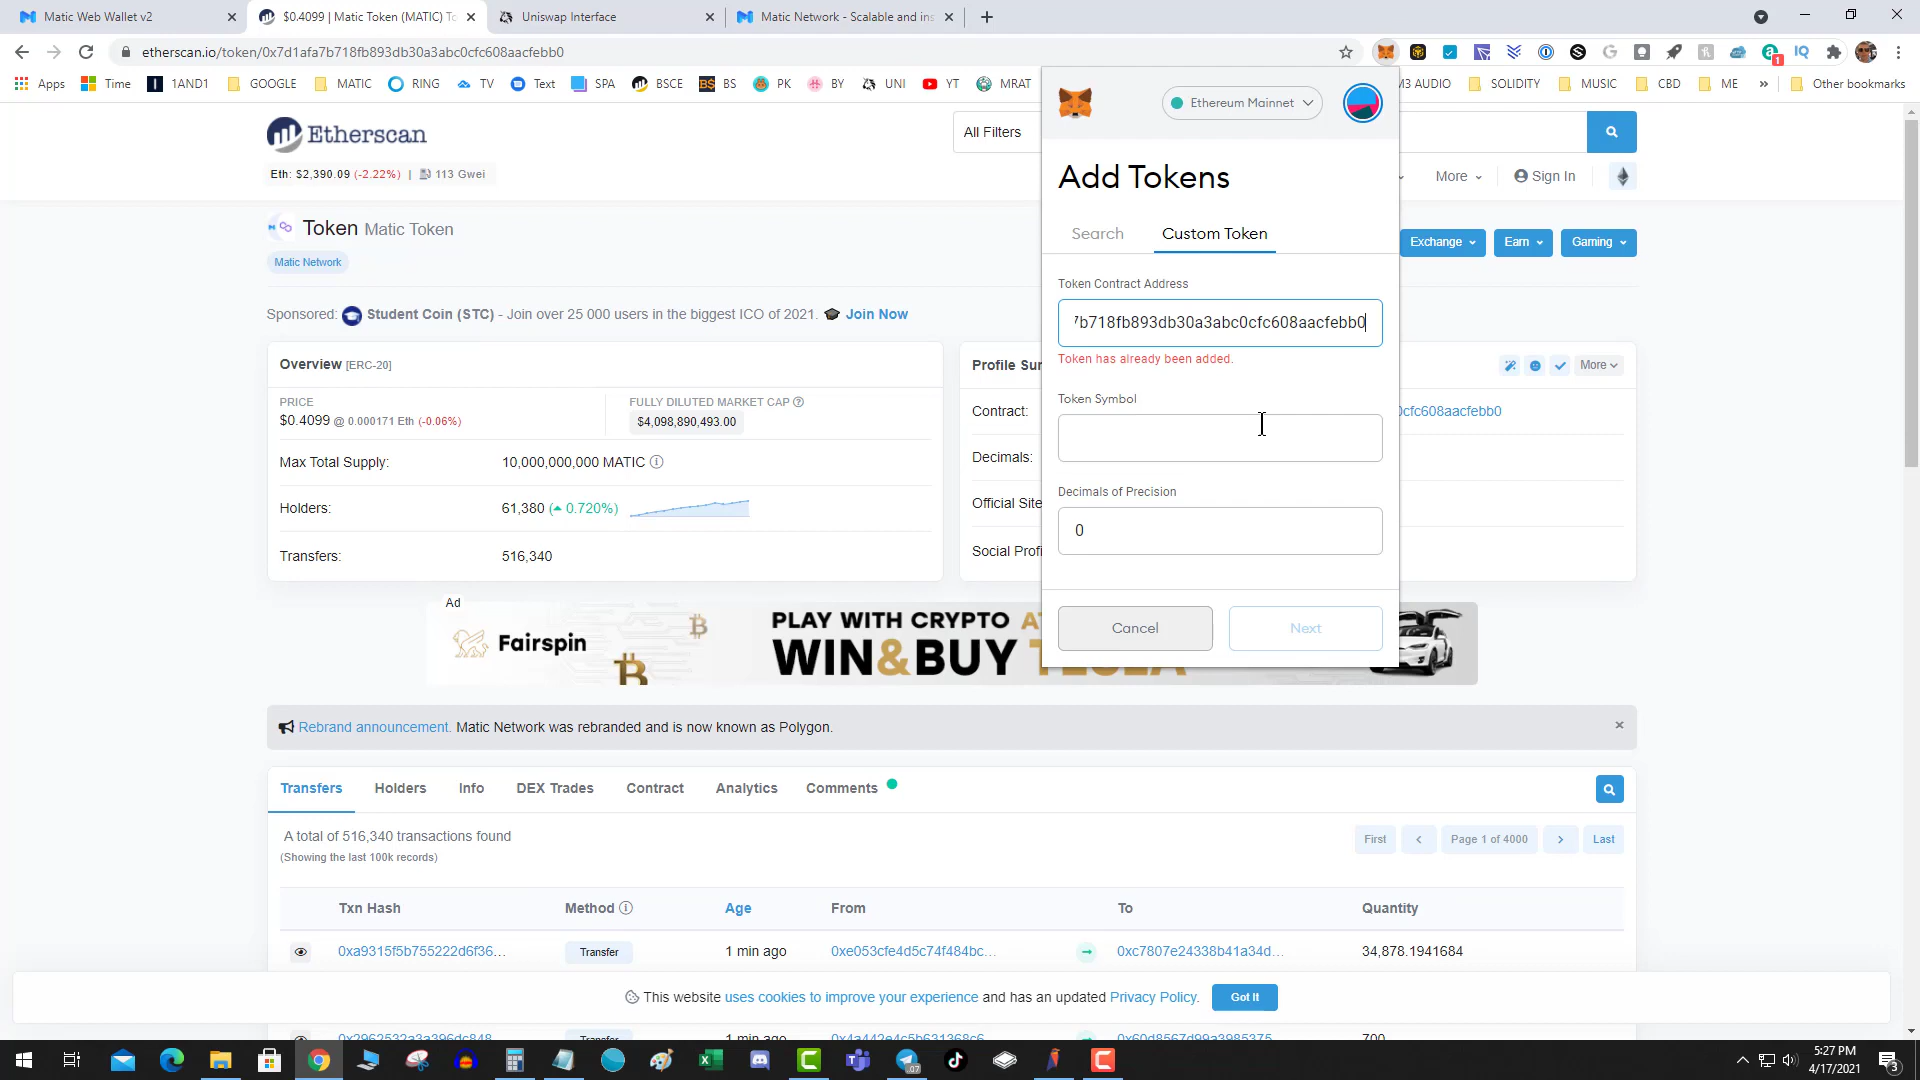 Matic Web Wallet v2
$0.4099 | Matic Token (MATIC) To
Uniswap Interface
Matic Network - Scalable and ins
etherscan.io/token/0x7d1afa7b718fb893db30a3abc0cfc608aacfebb0
Apps
Time
1AND1
GOOGLE
MATIC
RING
TV
Text
SPA
BSCE
BS
PK
BY
UNI
YT
MRAT
M3 AUDIO
SOLIDITY
MUSIC
CBD
ME
Other bookmarks
Etherscan
All Filters
Eth: $2,390.09 (-2.22%) | 113 Gwei
More
Sign In
Token Matic Token
Matic Network
Exchange
Earn
Gaming
Sponsored: Student Coin (STC) - Join over 25 000 users in the biggest ICO of 2021. Join Now
Overview [ERC-20]
PRICE
$0.4099 @ 0.000171 Eth (-0.06%)
FULLY DILUTED MARKET CAP
$4,098,890,493.00
Max Total Supply: 10,000,000,000 MATIC
Holders: 61,380 (0.720%)
Transfers: 516,340
Profile Sur
More
Contract:
0cfc608aacfebb0
Decimals:
Official Site
Social Profi
Ethereum Mainnet
Add Tokens
Search
Custom Token
Token Contract Address
7b718fb893db30a3abc0cfc608aacfebb0
Token has already been added.
Token Symbol
Decimals of Precision
0
Cancel
Next
Ad
Fairspin
PLAY WITH CRYPTO
WIN&BUY TESLA
Rebrand announcement. Matic Network was rebranded and is now known as Polygon.
Transfers
Holders
Info
DEX Trades
Contract
Analytics
Comments
A total of 516,340 transactions found
(Showing the last 100k records)
First
Page 1 of 4000
Last
Txn Hash
Method
Age
From
To
Quantity
0xa9315f5b755222d6f36...
Transfer
1 min ago
0xe053cfe4d5c74f484bc...
0xc7807e24338b41a34d...
34,878.1941684
This website uses cookies to improve your experience and has an updated Privacy Policy.
Got It
5:27 PM
4/17/2021
3